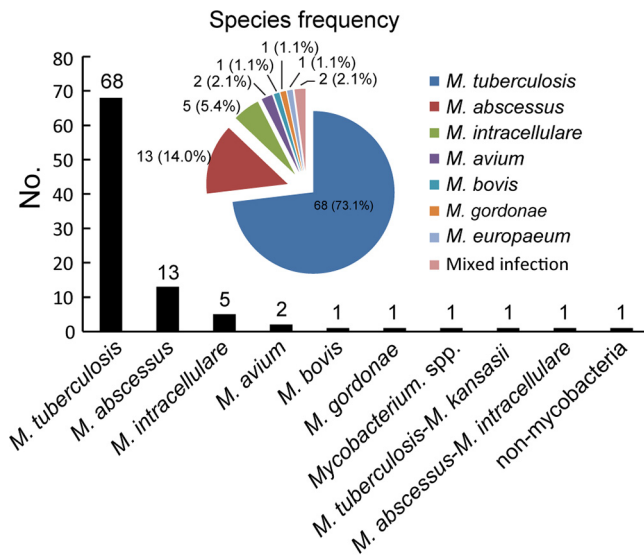 Species frequency
1 (1.1%)
1 (1.1%)
1 (1.1%)
2 (2.1%)
2 (2.1%)
5 (5.4%)
13 (14.0%)
68 (73.1%)
M. tuberculosis
M. abscessus
M. intracellulare
M. avium
M. bovis
M. gordonae
M. europaeum
Mixed infection
No.
80
70
60
50
40
30
20
10
0
68
13
5
2
1
1
1
1
1
1
M. tuberculosis
M. abscessus
M. intracellulare
M. avium
M. bovis
M. gordonae
Mycobacterium. spp.
M. tuberculosis-M. kansasii
M. abscessus-M. intracellulare
non-mycobacteria